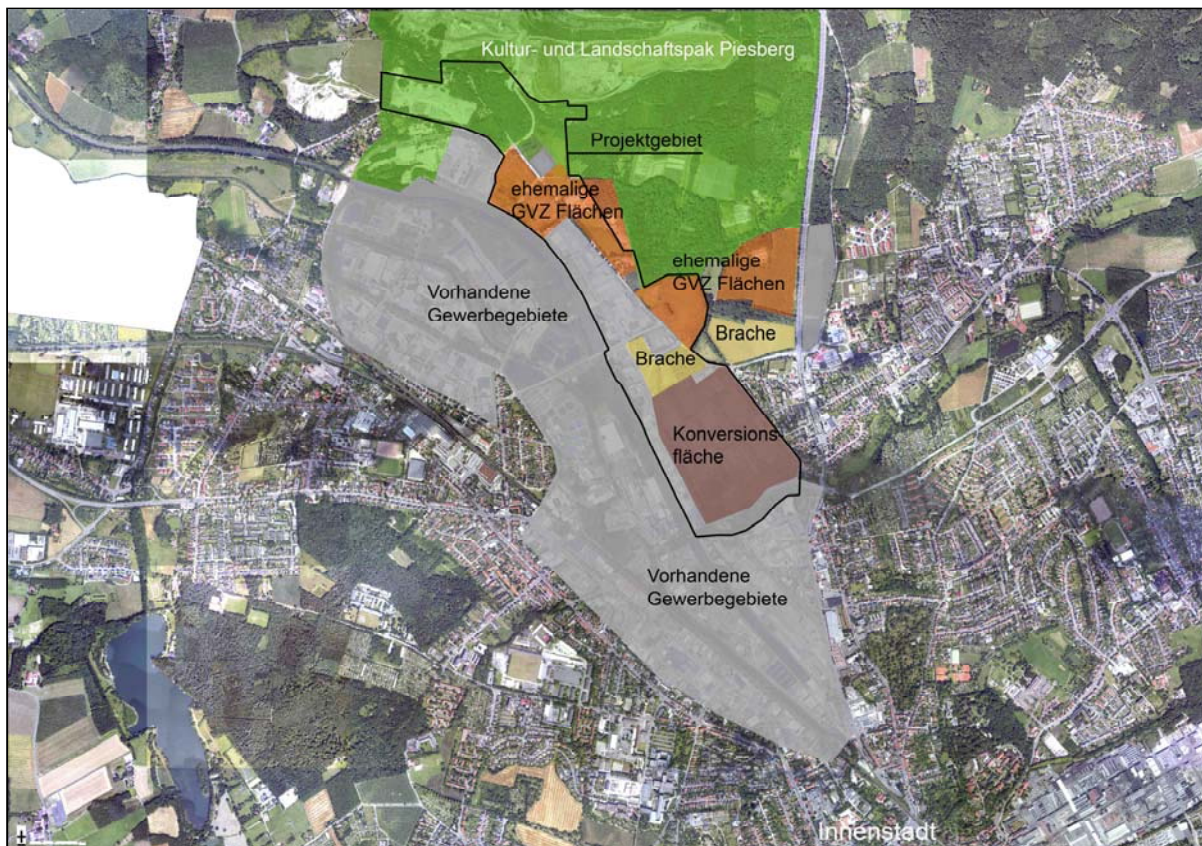 Kultur- und Landschaftspak Piesberg
Projektgebiet
ehemalige
GVZ Flächen
ehemalige
GVZ Flächen
Vorhandene
Gewerbegebiete
Brache
Brache
Konversions-
fläche
Vorhandene
Gewerbegebiete
Innenstadt